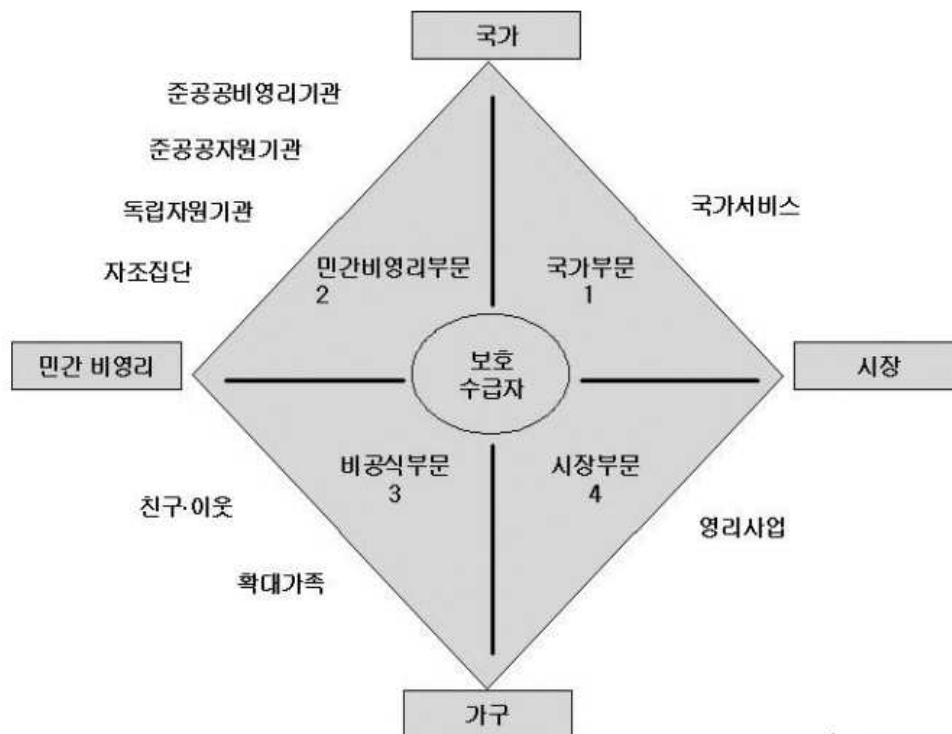 국가
준공공비영리기관
준공공자원기관
독립자원기관
국가서비스
자조집단
민간비영리부문
2
국가부문
1
민간 비영리
보호
수급자
시장
비공식부문
3
시장부문
4
친구·이웃
영리사업
확대가족
가구